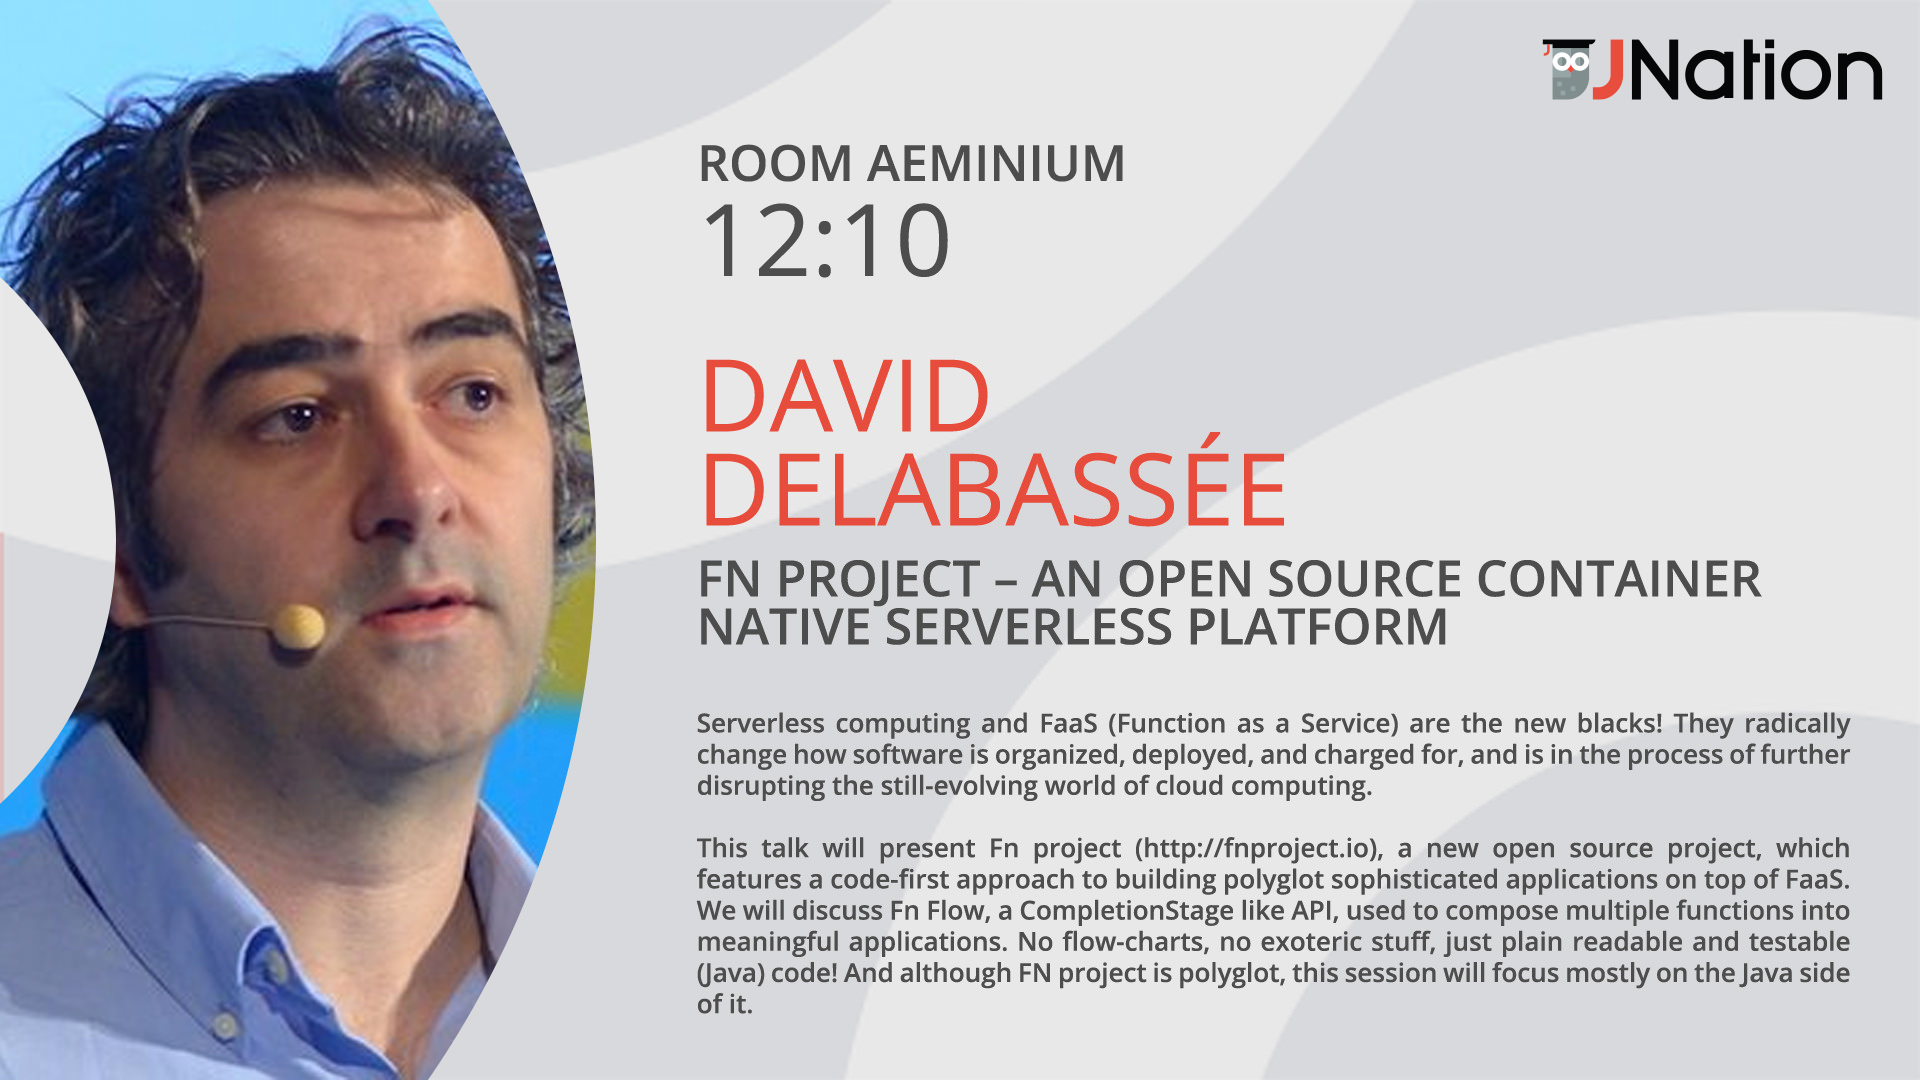 JNation
ROOM AEMINIUM
12:10
DAVID
DELABASSÉE
FN PROJECT – AN OPEN SOURCE CONTAINER
NATIVE SERVERLESS PLATFORM
Serverless computing and FaaS (Function as a Service) are the new blacks! They radically
change how software is organized, deployed, and charged for, and is in the process of further
disrupting the still-evolving world of cloud computing.
This talk will present Fn project (http://fnproject.io), a new open source project, which
features a code-first approach to building polyglot sophisticated applications on top of FaaS.
We will discuss Fn Flow, a CompletionStage like API, used to compose multiple functions into
meaningful applications. No flow-charts, no exoteric stuff, just plain readable and testable
(Java) code! And although FN project is polyglot, this session will focus mostly on the Java side
of it.